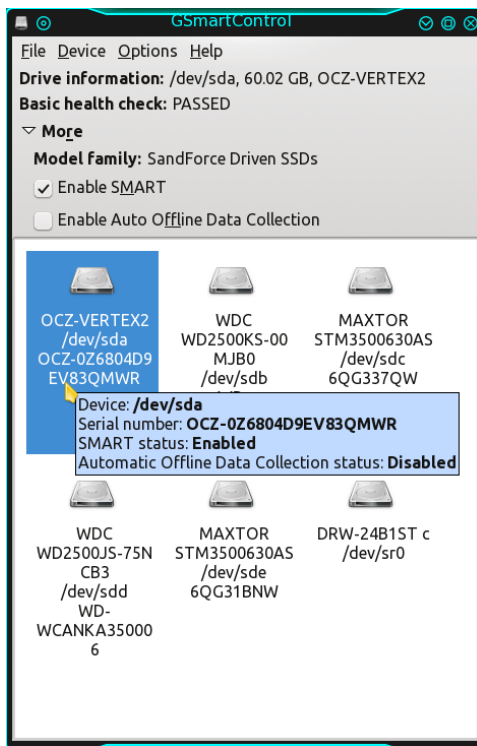 GSmartControl
File Device Options Help
Drive information: /dev/sda, 60.02 GB, OCZ-VERTEX2
Basic health check: PASSED
More
Model family: SandForce Driven SSDs
Enable SMART
Enable Auto Offline Data Collection
OCZ-VERTEX2
/dev/sda
OCZ-0Z6804D9
EV83QMWR
WDC
WD2500KS-00
MJB0
/dev/sdb
MAXTOR
STM3500630AS
/dev/sdc
6QG337QW
Device: /dev/sda
Serial number: OCZ-0Z6804D9EV83QMWR
SMART status: Enabled
Automatic Offline Data Collection status: Disabled
WDC
WD2500JS-75N
CB3
/dev/sdd
WD-
WCANKA35000
6
MAXTOR
STM3500630AS
/dev/sde
6QG31BNW
DRW-24B1ST c
/dev/sr0